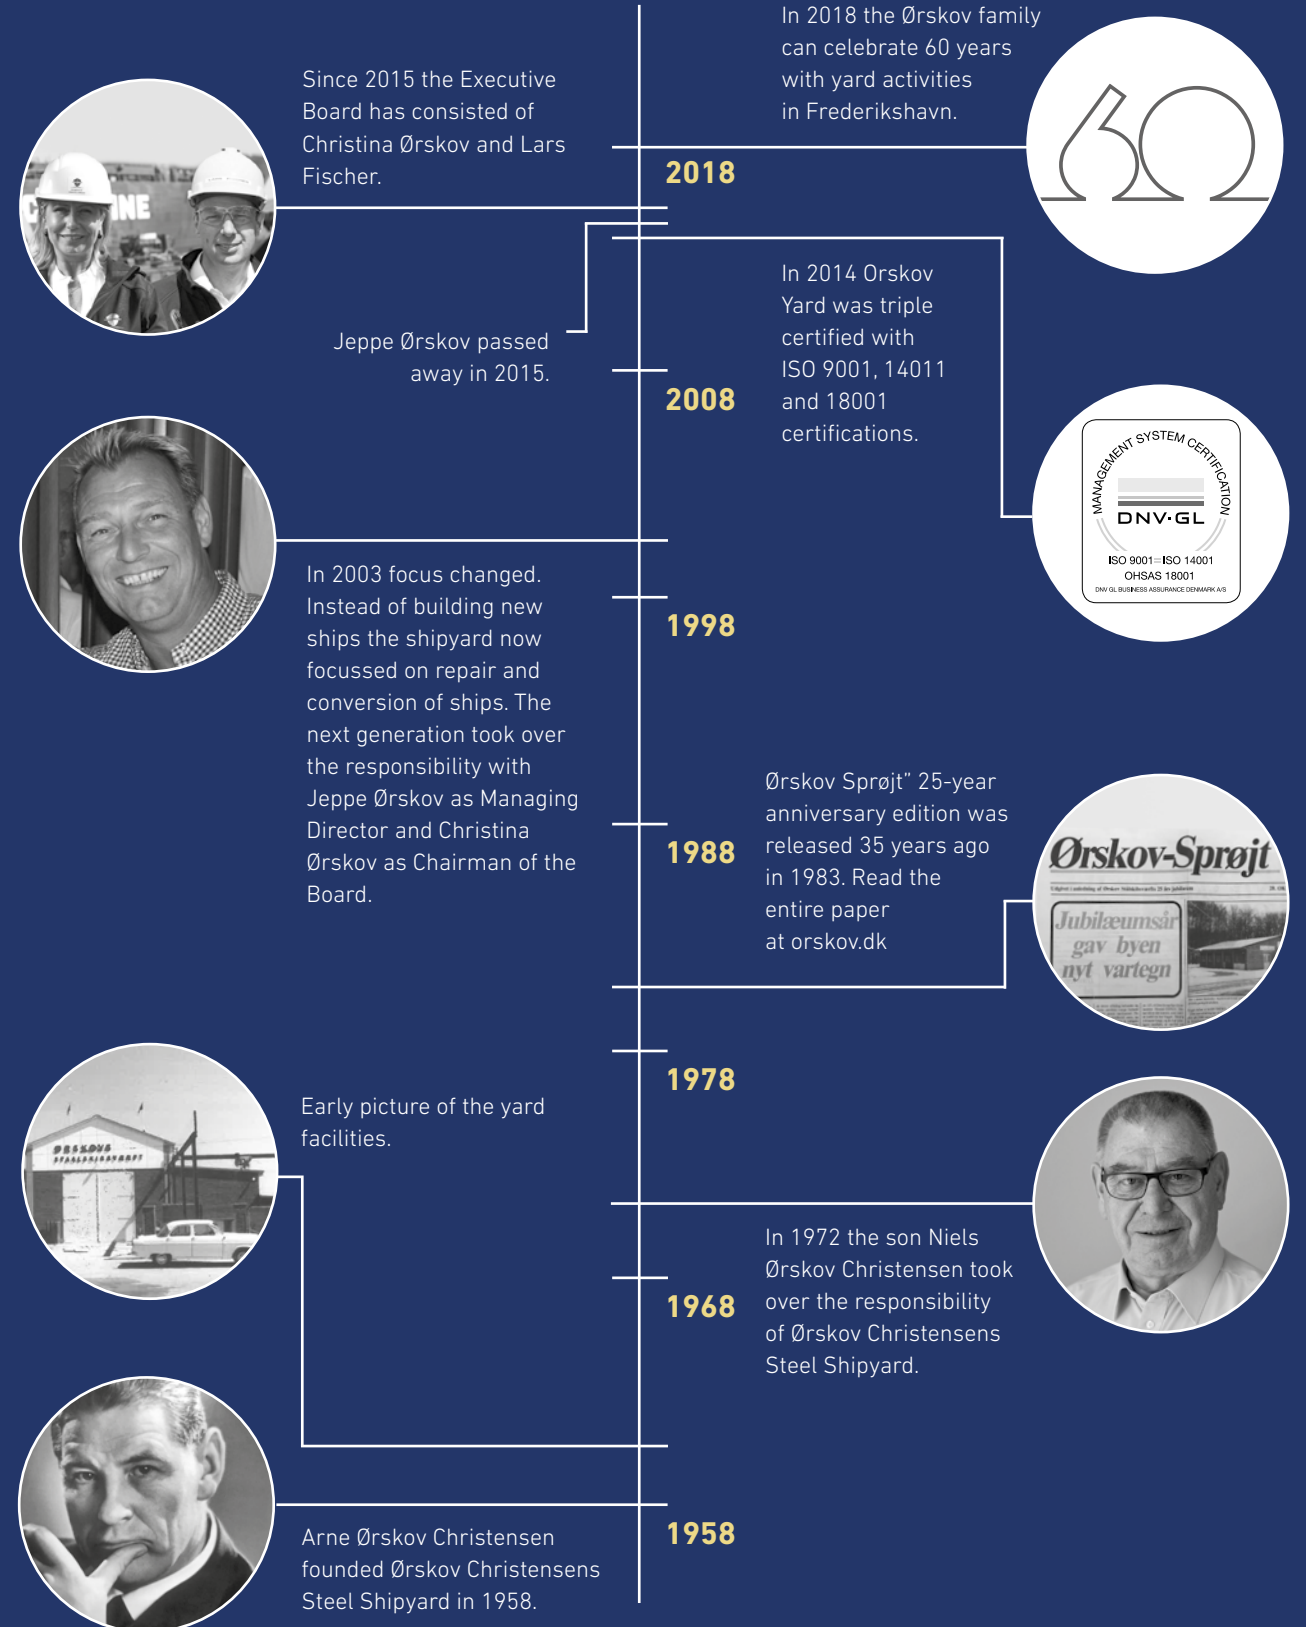 In 2018 the Ørskov family
can celebrate 60 years
with yard activities
in Frederikshavn.
60
Since 2015 the Executive
Board has consisted of
Christina Ørskov and Lars
Fischer.
2018
In 2014 Orskov
Yard was triple
certified with
ISO 9001, 14011
and 18001
certifications.
Jeppe Ørskov passed
away in 2015.
2008
MANAGEMENT SYSTEM CERTIFICATION
DNV·GL
ISO 9001=ISO 14001
OHSAS 18001
DNV GL BUSINESS ASSURANCE DENMARK A/S
In 2003 focus changed.
Instead of building new
ships the shipyard now
focussed on repair and
conversion of ships. The
next generation took over
the responsibility with
Jeppe Ørskov as Managing
Director and Christina
Ørskov as Chairman of the
Board.
1998
Ørskov Sprøjt” 25-year
anniversary edition was
released 35 years ago
in 1983. Read the
entire paper
at orskov.dk
1988
Ørskov-Sprøjt
Jubilæumsår
gav byen
nyt vartegn
1978
Early picture of the yard
facilities.
ØRSKOVS
In 1972 the son Niels
Ørskov Christensen took
over the responsibility
of Ørskov Christensens
Steel Shipyard.
1968
1958
Arne Ørskov Christensen
founded Ørskov Christensens
Steel Shipyard in 1958.